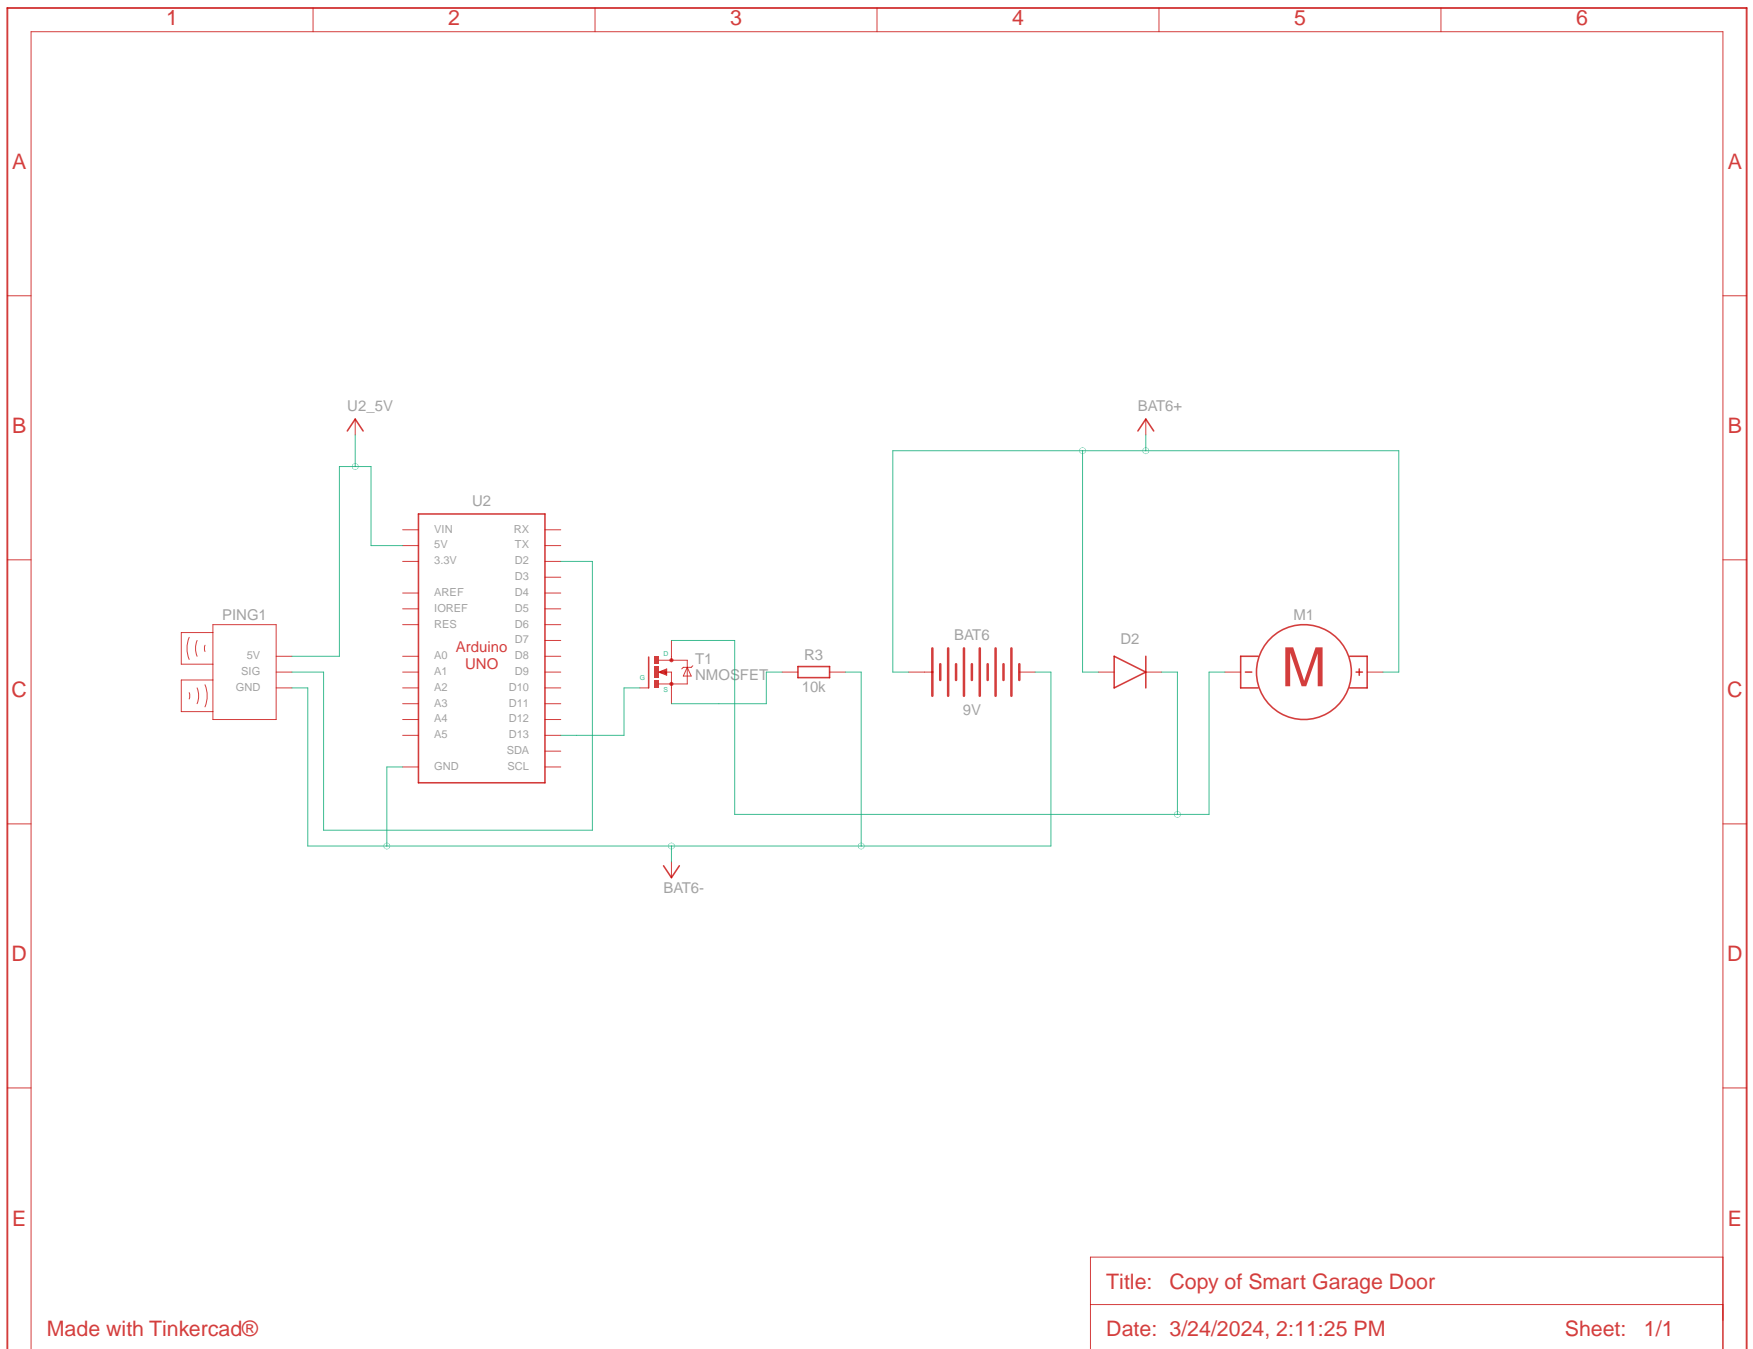 1 2 3 4 5 6
A A
U2_5V BAT6+
B B
U2
VIN RX
5V TX
3.3V D2
D3
AREF D4
IOREF D5
RES D6
D7
Arduino
UNO
A0 D8
A1 D9
A2 D10
A3 D11
A4 D12
A5 D13
SDA
GND SCL
PING1
5V
SIG
GND
D
G
S
T1
NMOSFET
R3
10k
BAT6
9V
D2
M1
- M +
C C
BAT6-
D D
E E
Title: Copy of Smart Garage Door
Made with Tinkercad®
Date: 3/24/2024, 2:11:25 PM Sheet: 1/1